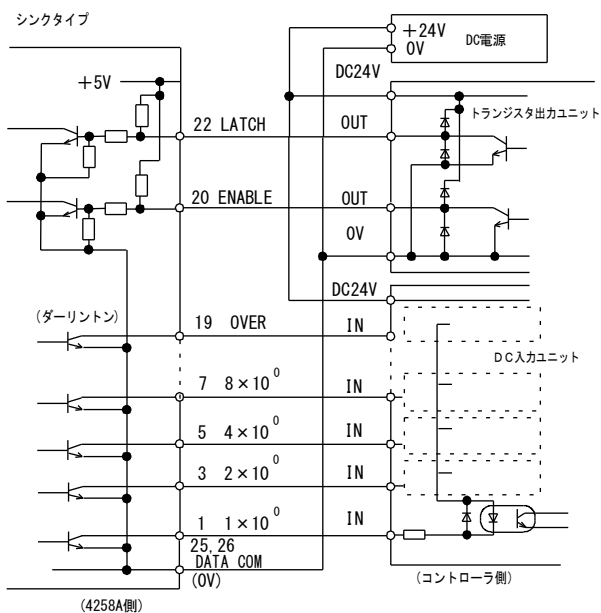 シンクタイプ
+24V
0V
DC電源
DC24V
+5V
トランジスタ出力ユニット
22 LATCH
OUT
20 ENABLE
OUT
0V
DC24V
(ダーリントン)
19 OVER
IN
DC入力ユニット
7 8×10⁰
IN
5 4×10⁰
IN
3 2×10⁰
IN
1 1×10⁰
IN
25,26
DATA COM
(0V)
(コントローラ側)
(4258A側)